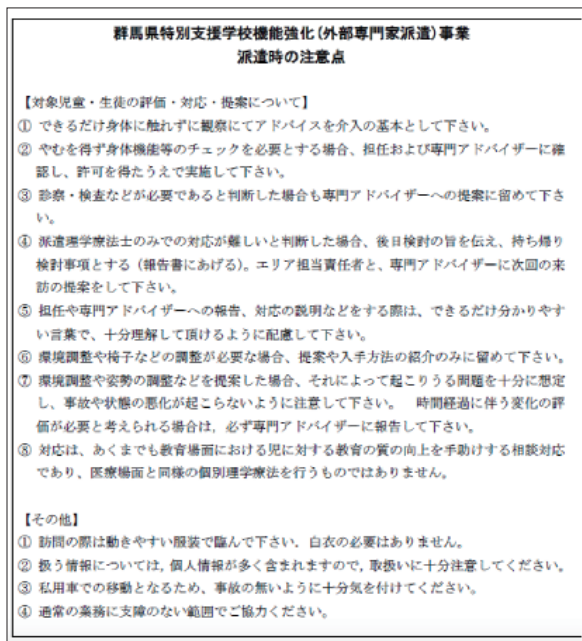 群馬県特別支援学校機能強化(外部専門家派遣)事業
派遣時の注意点
【対象児童・生徒の評価・対応・提案について】
① できるだけ身体に触れずに観察にてアドバイスを介入の基本として下さい。
② やむを得ず身体機能等のチェックを必要とする場合、担任および専門アドバイザーに確
認し、許可を得たうえで実施して下さい。
③ 診察・検査などが必要であると判断した場合も専門アドバイザーへの提案に留めて下さ
い。
④ 派遣理学療法士のみでの対応が難しいと判断した場合、後日検討の旨を伝え、持ち帰り
検討事項とする（報告書にあげる）。エリア担当責任者と、専門アドバイザーに次回の来
訪の提案をして下さい。
⑤ 担任や専門アドバイザーへの報告、対応の説明などをする際は、できるだけ分かりやす
い言葉で、十分理解して頂けるように配慮して下さい。
⑥ 環境調整や椅子などの調整が必要な場合、提案や入手方法の紹介のみに留めて下さい。
⑦ 環境調整や姿勢の調整などを提案した場合、それによって起こりうる問題を十分に想定
し、事故や状態の悪化が起こらないように注意して下さい。　時間経過に伴う変化の評
価が必要と考えられる場合は，必ず専門アドバイザーに報告して下さい。
⑧ 対応は、あくまでも教育場面における児に対する教育の質の向上を手助けする相談対応
であり、医療場面と同様の個別理学療法を行うものではありません。
【その他】
① 訪問の際は動きやすい服装で臨んで下さい．白衣の必要はありません。
② 扱う情報については，個人情報が多く含まれますので，取扱いに十分注意してください。
③ 私用車での移動となるため、事故の無いように十分気を付けてください。
④ 通常の業務に支障のない範囲でご協力ください。